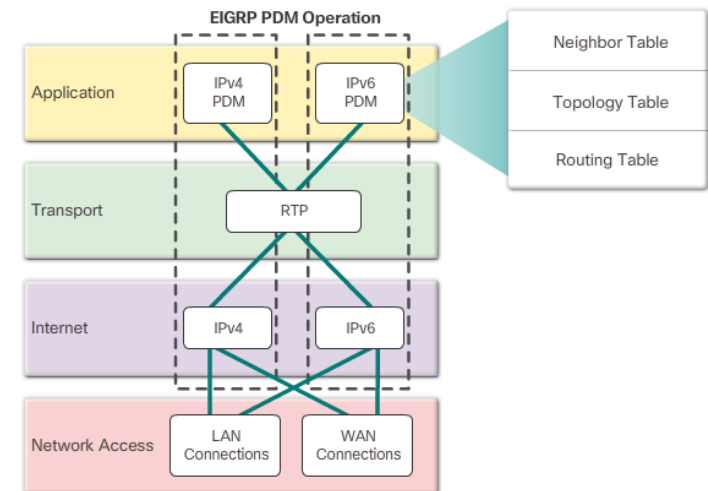 EIGRP PDM Operation
Application
IPv4
PDM
IPv6
PDM
Neighbor Table
Topology Table
Routing Table
Transport
RTP
Internet
IPv4
IPv6
Network Access
LAN
Connections
WAN
Connections